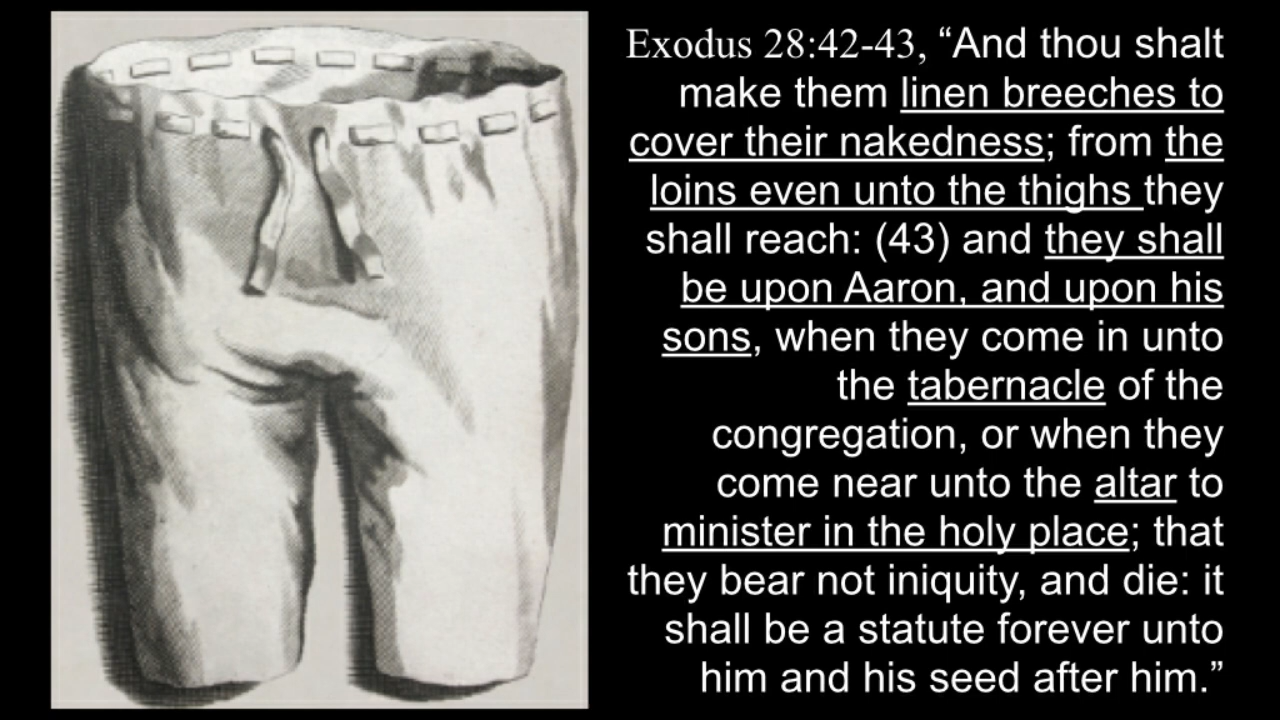 Exodus 28:42-43, “And thou shalt
make them linen breeches to
cover their nakedness; from the
loins even unto the thighs they
shall reach: (43) and they shall
be upon Aaron, and upon his
sons, when they come in unto
the tabernacle of the
congregation, or when they
come near unto the altar to
minister in the holy place; that
they bear not iniquity, and die: it
shall be a statute forever unto
him and his seed after him.”